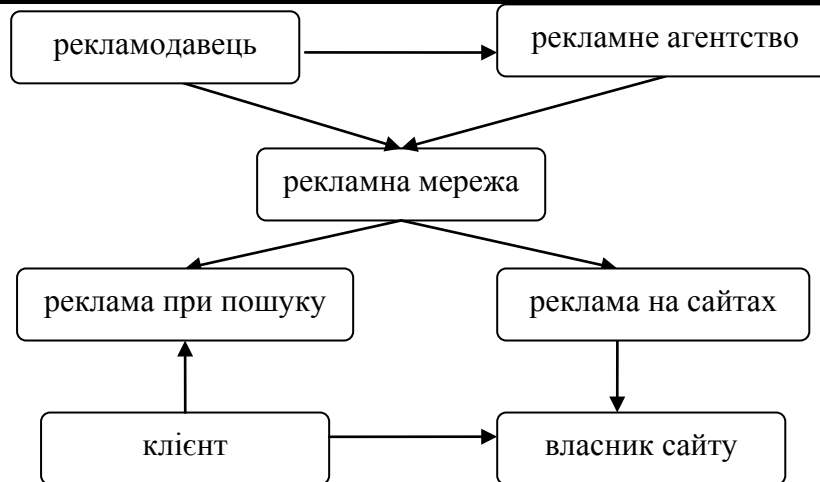 рекламодавець
рекламне агентство
рекламна мережа
реклама при пошуку
реклама на сайтах
клієнт
власник сайту